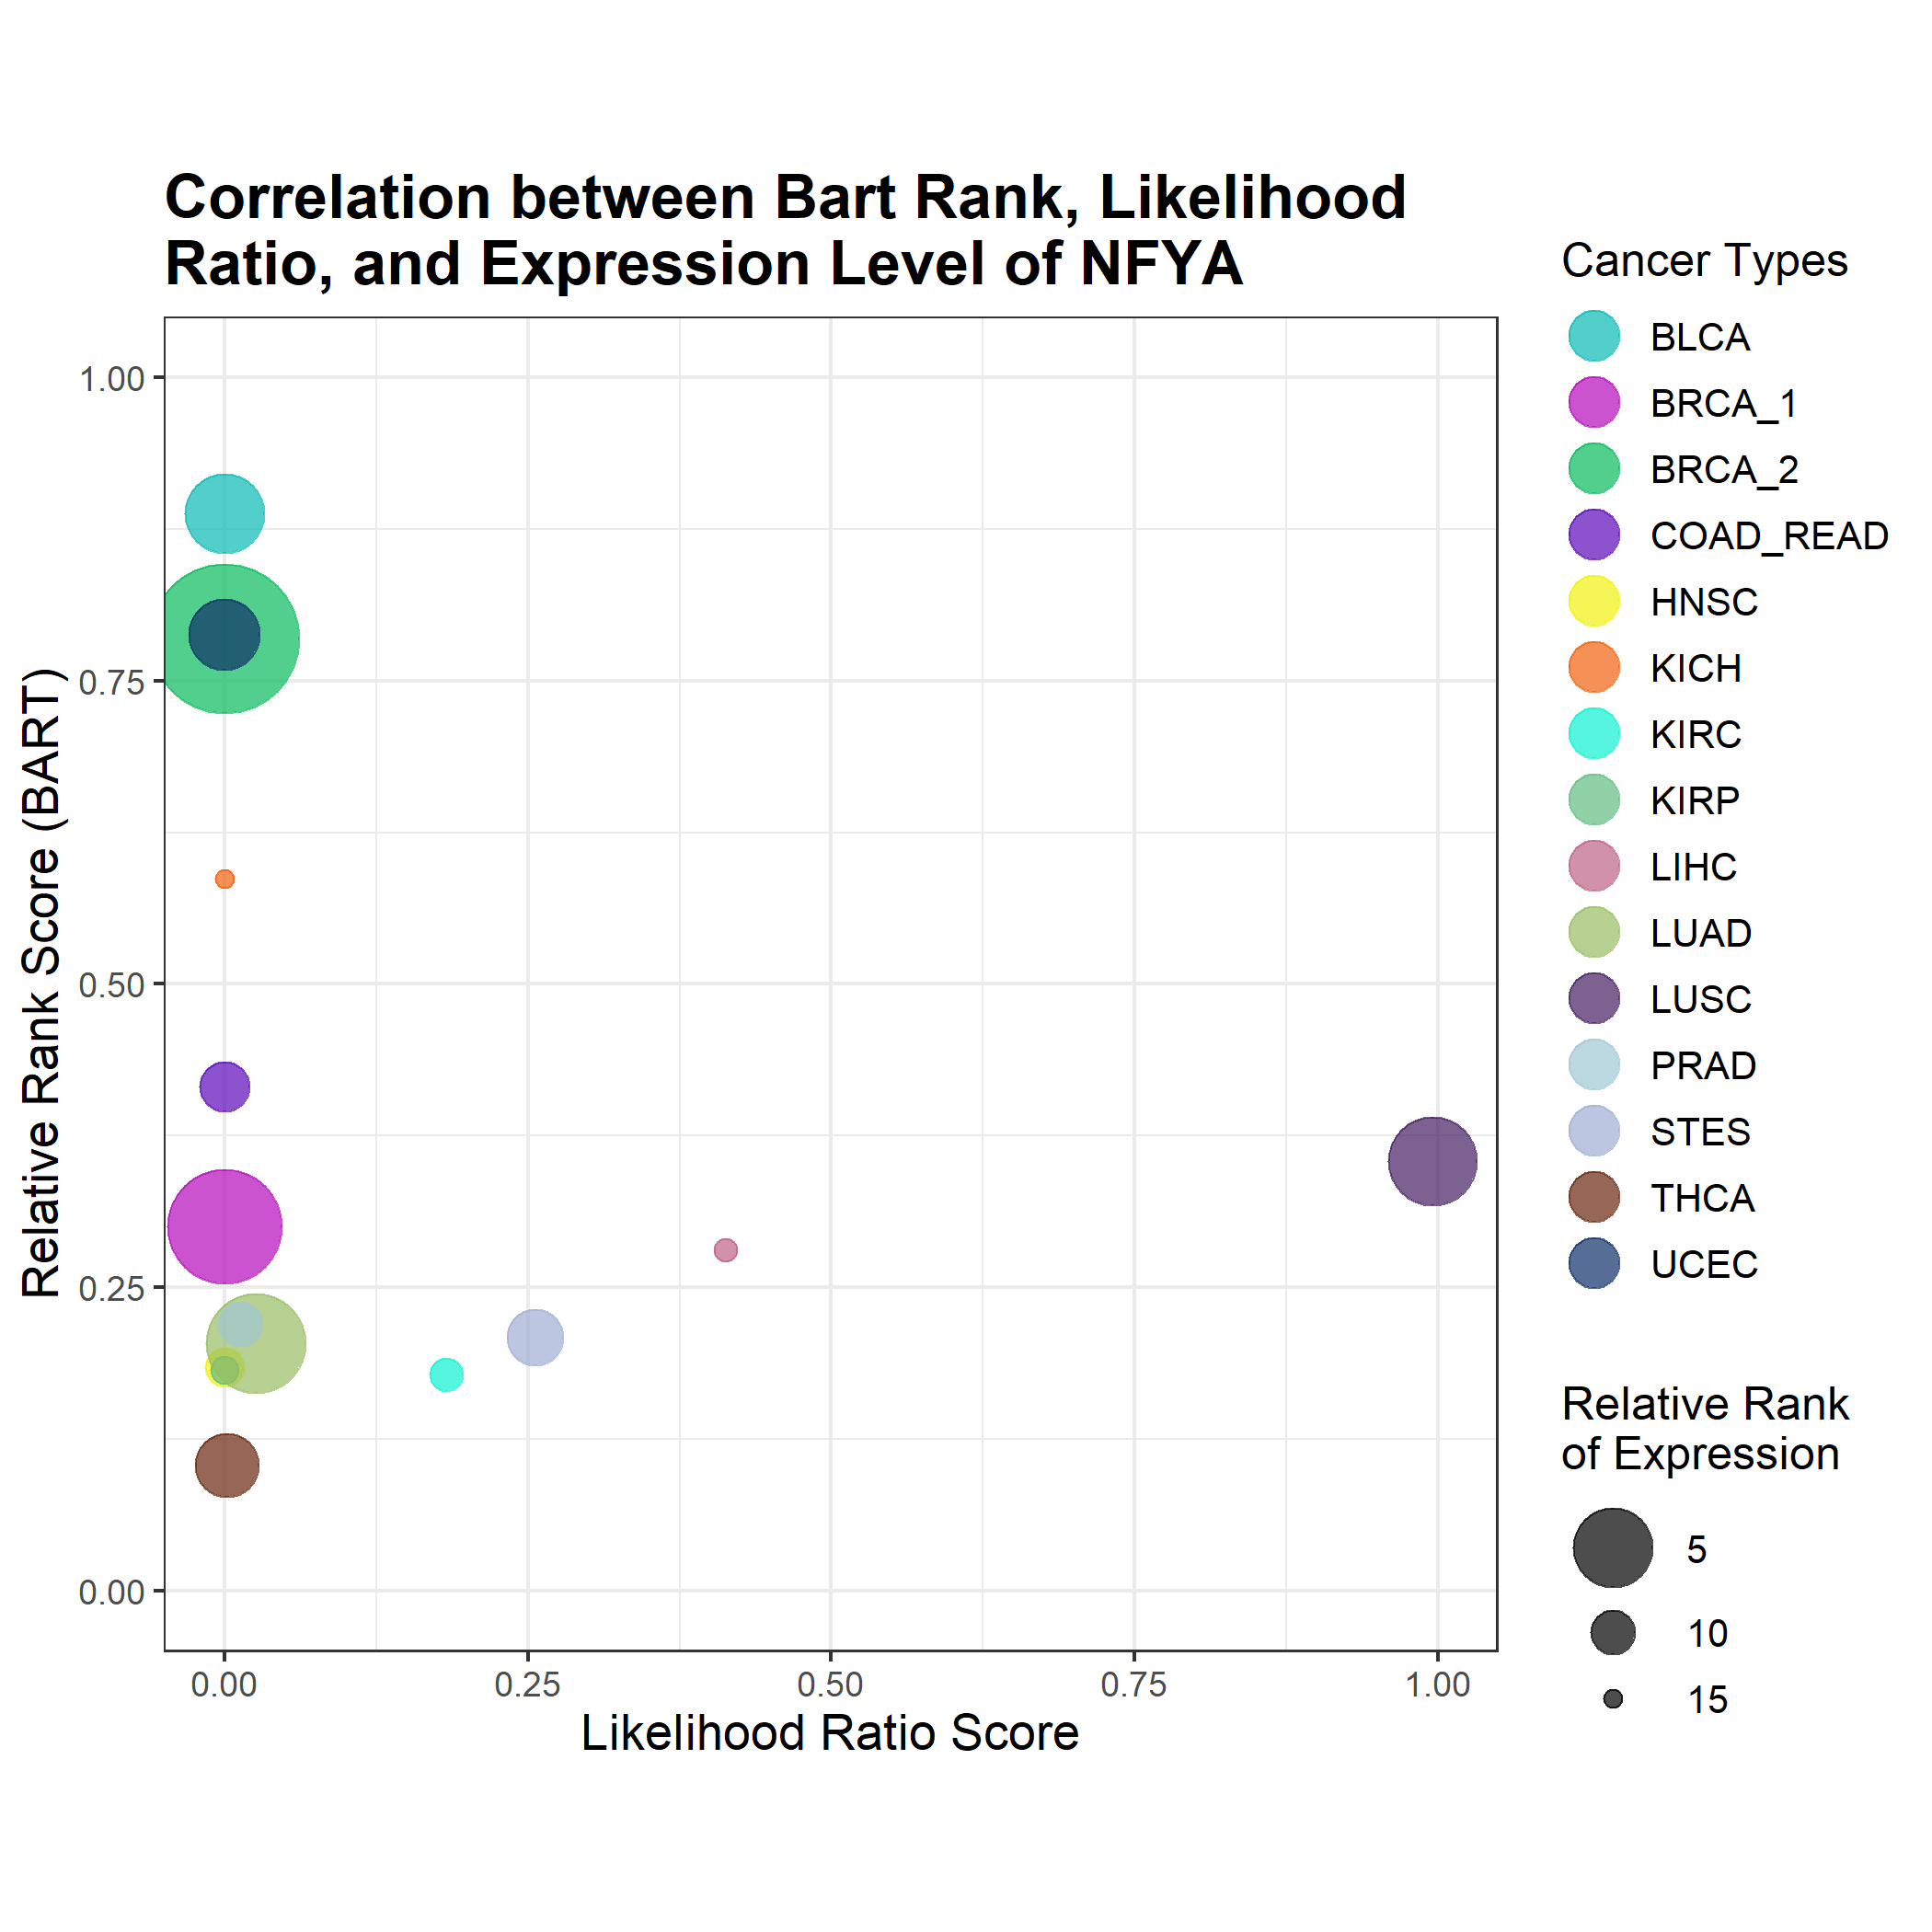 Correlation between Bart Rank, Likelihood
Ratio, and Expression Level of NFYA
Relative Rank Score (BART)
1.00
0.75
0.50
0.25
0.00
0.00
0.25
0.50
0.75
1.00
Likelihood Ratio Score
Cancer Types
BLCA
BRCA_1
BRCA_2
COAD_READ
HNSC
KICH
KIRC
KIRP
LIHC
LUAD
LUSC
PRAD
STES
THCA
UCEC
Relative Rank
of Expression
5
10
15